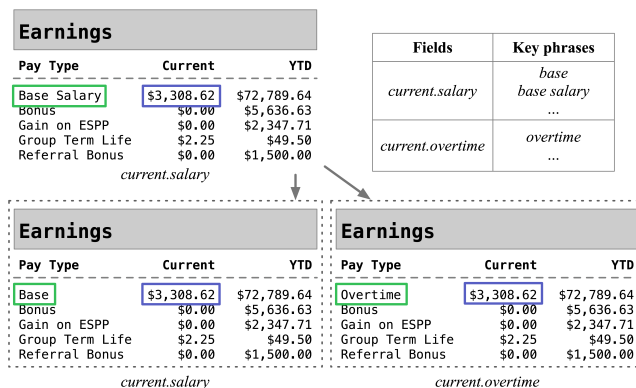 Earnings
Pay Type Current YTD
Base Salary $3,308.62 $72,789.64
Bonus $0.00 $5,636.63
Gain on ESPP $0.00 $2,347.71
Group Term Life $2.25 $49.50
Referral Bonus $0.00 $1,500.00
current.salary
Fields Key phrases
current.salary
base
base salary
...
current.overtime
overtime
...
Earnings
Pay Type Current YTD
Base $3,308.62 $72,789.64
Bonus $0.00 $5,636.63
Gain on ESPP $0.00 $2,347.71
Group Term Life $2.25 $49.50
Referral Bonus $0.00 $1,500.00
current.salary
Earnings
Pay Type Current YTD
Overtime $3,308.62 $72,789.64
Bonus $0.00 $5,636.63
Gain on ESPP $0.00 $2,347.71
Group Term Life $2.25 $49.50
Referral Bonus $0.00 $1,500.00
current.overtime